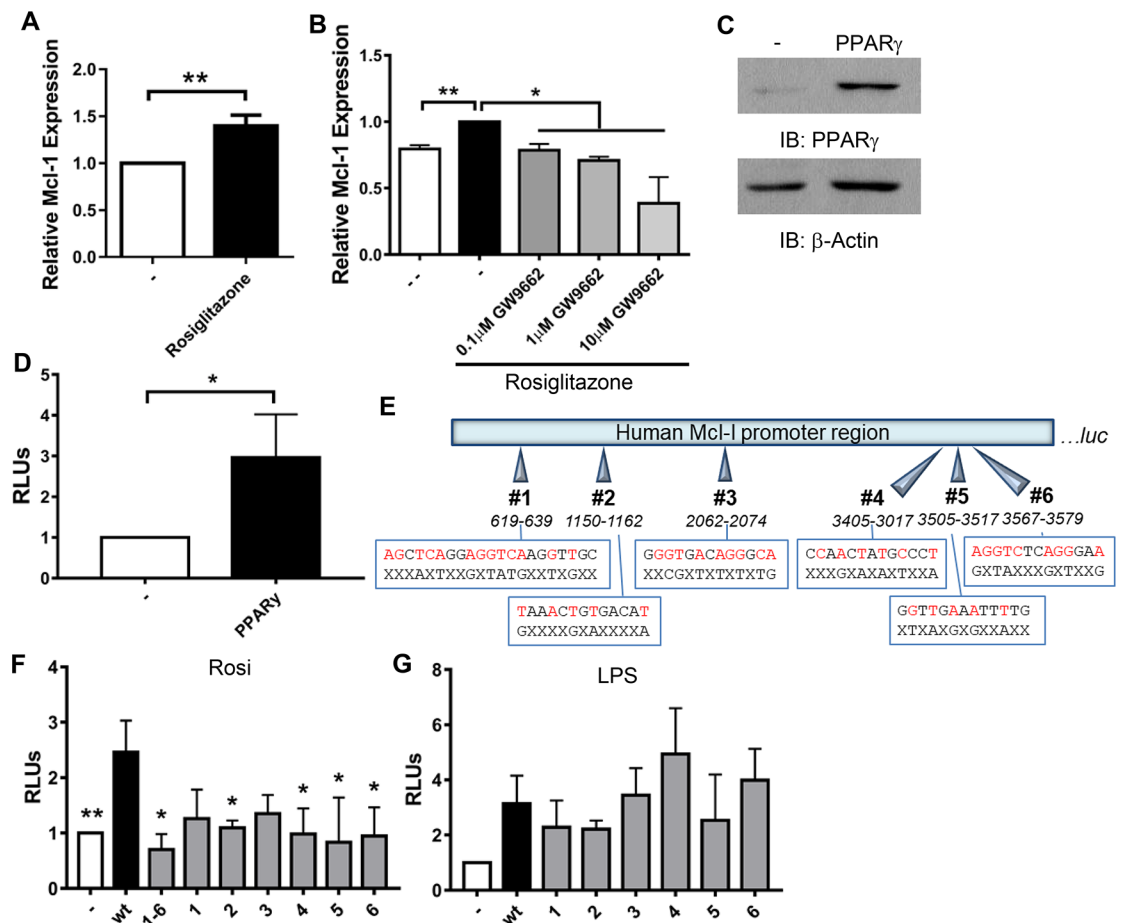 A
Relative Mcl-1 Expression
2.0
1.5
1.0
0.5
0.0
**
-
Rosiglitazone
B
Relative Mcl-1 Expression
1.5
1.0
0.5
0.0
**
*
- -
-
0.1μM GW9662
1μM GW9662
10μM GW9662
Rosiglitazone
C
- PPARγ
IB: PPARγ
IB: β-Actin
D
RLUs
5
4
3
2
1
0
*
-
PPARγ
E
Human Mcl-I promoter region
...luc
#1 #2 #3 #4 #5 #6
619-639 1150-1162 2062-2074 3405-3017 3505-3517 3567-3579
AGCTCAGGAGGTCAAGGTTGC
XXXAXTXXGXTATGXXTXGXX
GGGTGACAGGGCA
XXCGXTXTXTXTG
CCAACTATGCCCT
XXXGXAXAXTXXA
AGGTCTCAGGGAA
GXTAXXXGXTXXG
TAAACTGTGACAT
GXXXXGXAXXXXA
GGTTGAAATTTTG
XTXAXGXGXXAXX
F
Rosi
RLUs
4
3
2
1
0
** * * * * *
- wt 1-6 1 2 3 4 5 6
G
LPS
RLUs
8
6
4
2
0
- wt 1 2 3 4 5 6